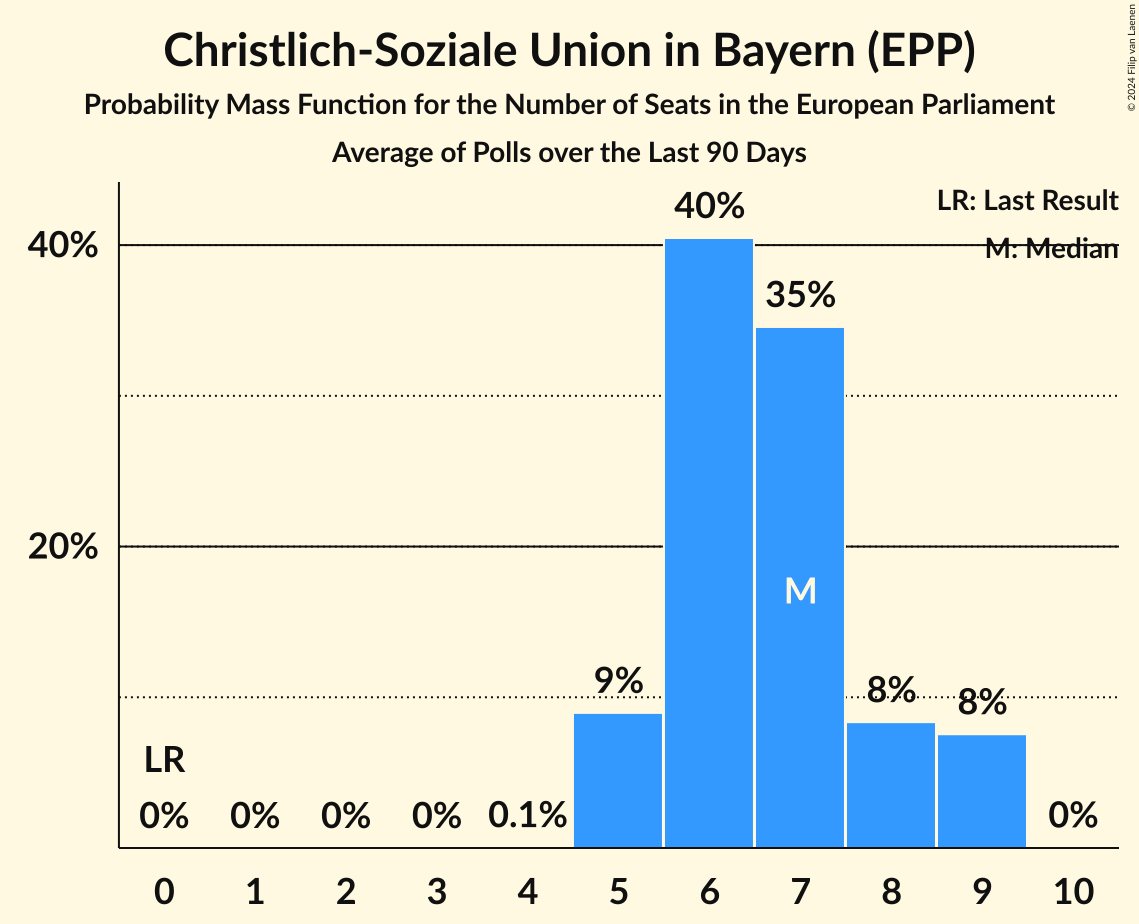 Christlich-Soziale Union in Bayern (EPP)
Probability Mass Function for the Number of Seats in the European Parliament
Average of Polls over the Last 90 Days
© 2024 Filip van Laenen
LR: Last Result
M: Median
40%
20%
LR
0%
0%
0%
0%
0.1%
9%
40%
35%
M
8%
8%
0%
0 1 2 3 4 5 6 7 8 9 10